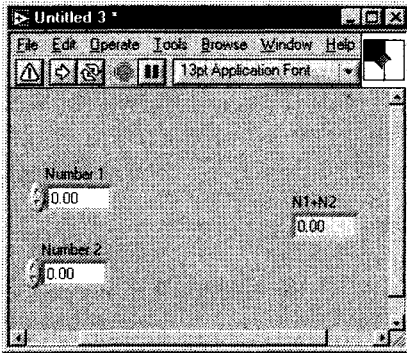 Untitled 3 *
File Edit Operate Tools Browse Window Help
13pt Application Font
Number 1
0.00
N1+N2
0.00
Number 2
0.00